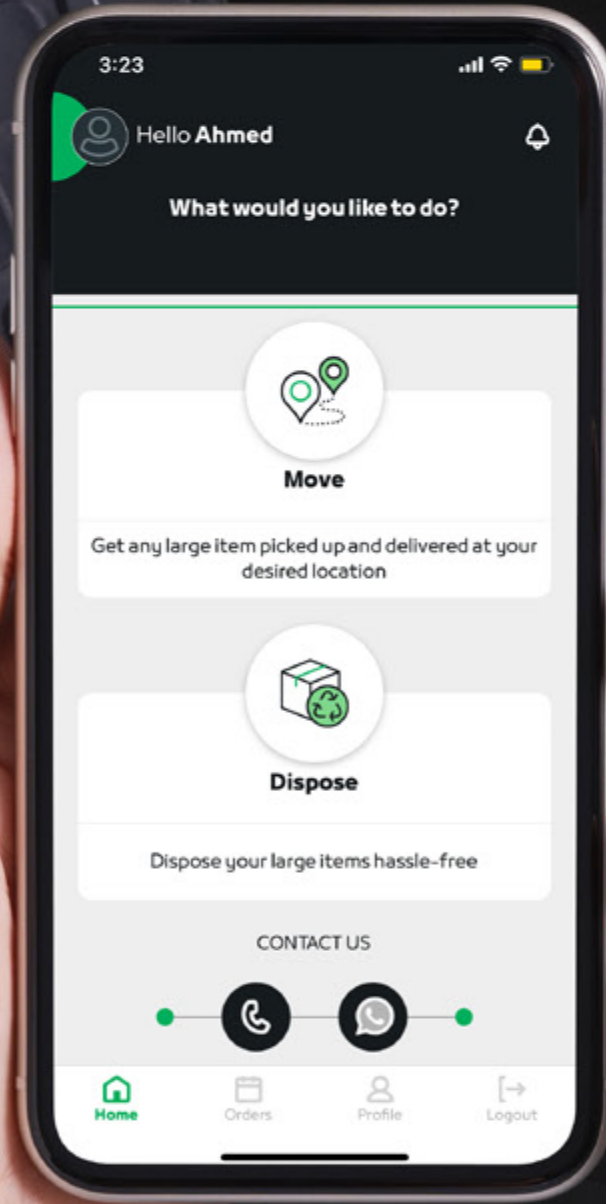 3:23
Hello Ahmed
What would you like to do?
Move
Get any large item picked up and delivered at your
desired location
Dispose
Dispose your large items hassle-free
CONTACT US
Home
Orders
Profile
Logout